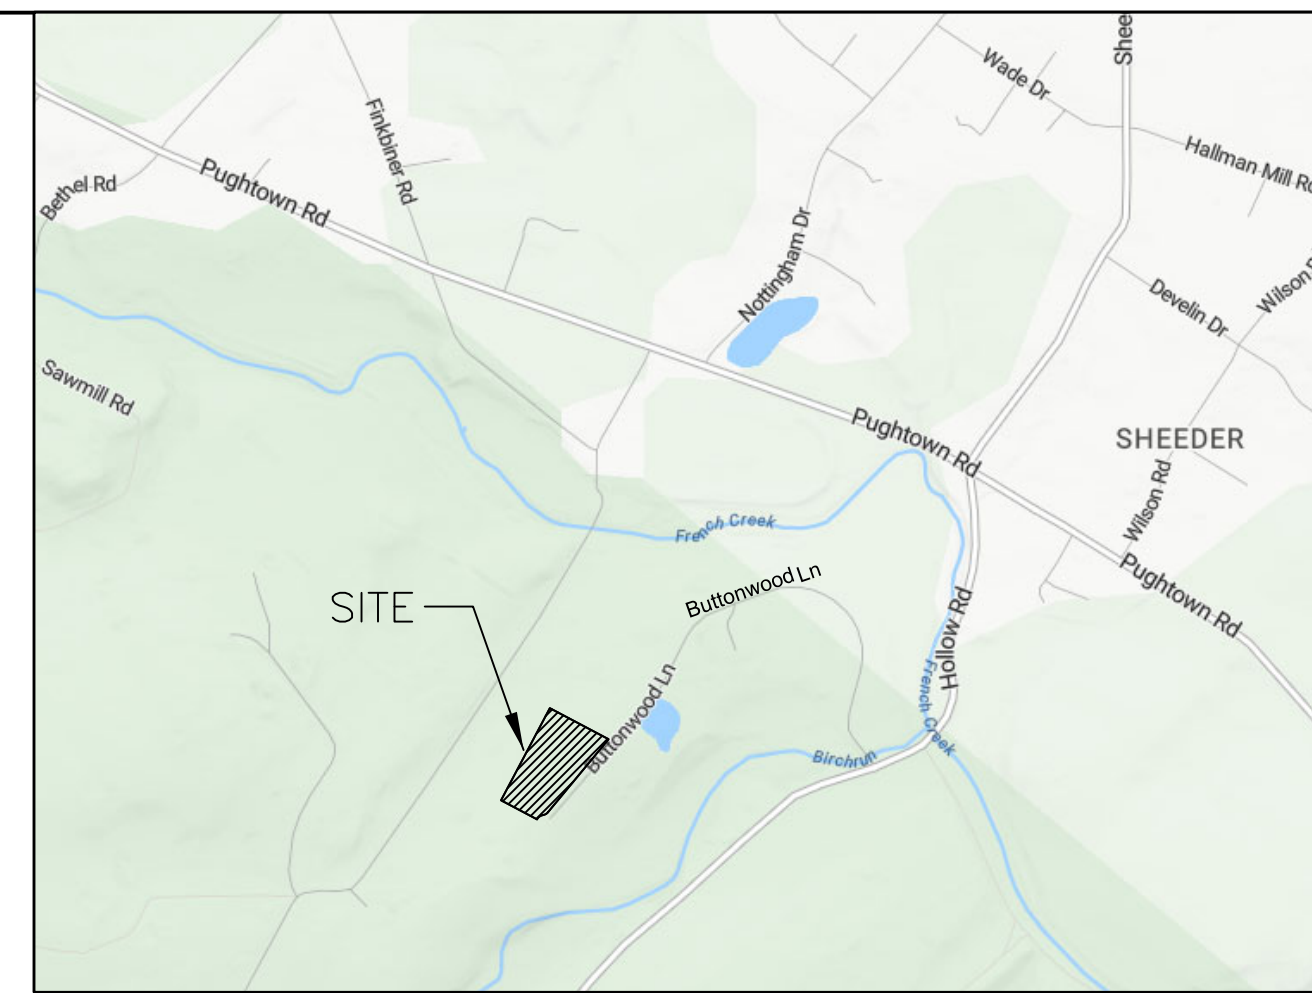 Shee
Wade Dr
Hallman Mill Rd
Finkbiner Rd
Pughtown Rd
Bethel Rd
Nottingham Dr
Wilson
Develin Dr
Sawmill Rd
Pughtown Rd
SHEEDER
Wilson Rd
French Creek
Pughtown Rd
Buttonwood Ln
SITE
Hollow Rd
Buttonwood Ln
French Creek
Birchrun